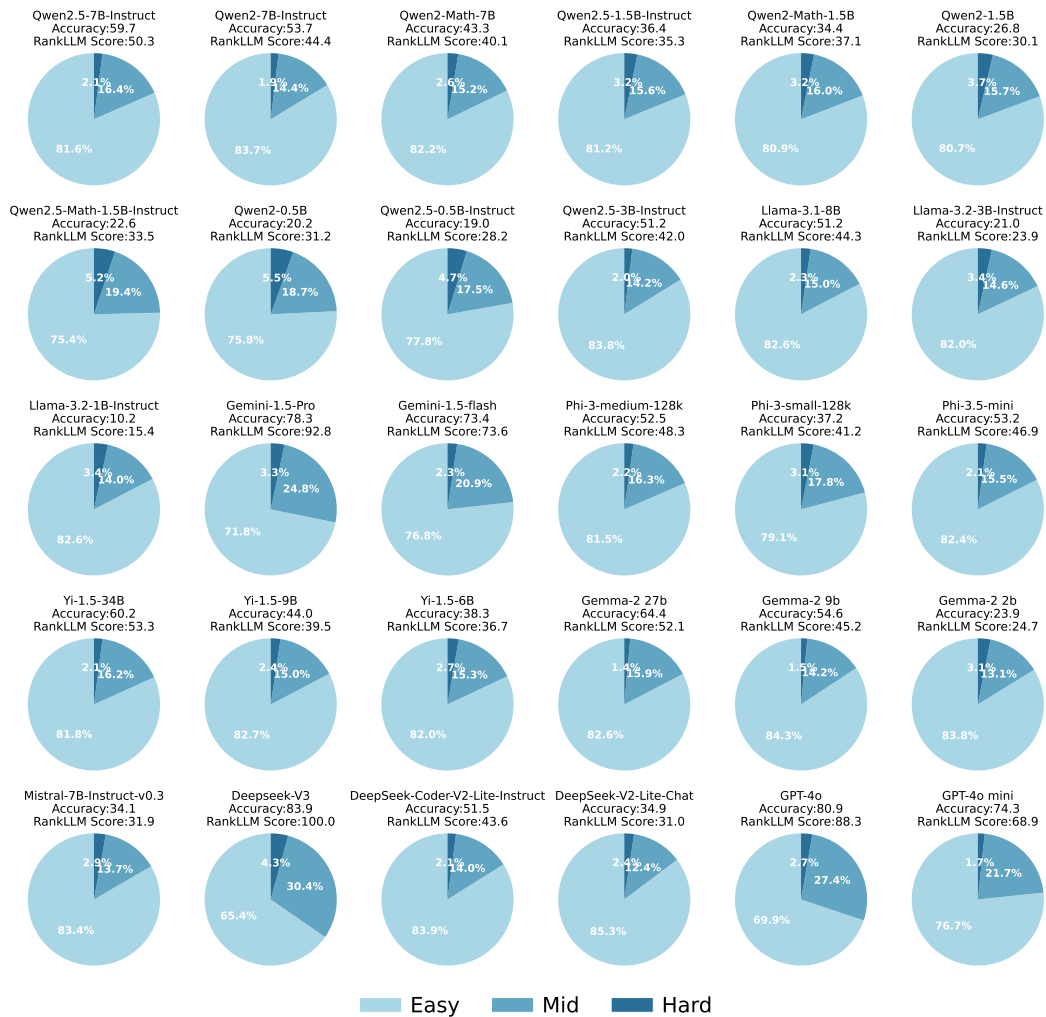 Qwen2.5-7B-Instruct
Accuracy:59.7
RankLLM Score:50.3
2.1%
16.4%
81.6%
Qwen2-7B-Instruct
Accuracy:53.7
RankLLM Score:44.4
1.9%
14.4%
83.7%
Qwen2-Math-7B
Accuracy:43.3
RankLLM Score:40.1
2.6%
15.2%
82.2%
Qwen2.5-1.5B-Instruct
Accuracy:36.4
RankLLM Score:35.3
3.2%
15.6%
81.2%
Qwen2-Math-1.5B
Accuracy:34.4
RankLLM Score:37.1
3.2%
16.0%
80.9%
Qwen2-1.5B
Accuracy:26.8
RankLLM Score:30.1
3.7%
15.7%
80.7%
Qwen2.5-Math-1.5B-Instruct
Accuracy:22.6
RankLLM Score:33.5
5.2%
19.4%
75.4%
Qwen2-0.5B
Accuracy:20.2
RankLLM Score:31.2
5.5%
18.7%
75.8%
Qwen2.5-0.5B-Instruct
Accuracy:19.0
RankLLM Score:28.2
4.7%
17.5%
77.8%
Qwen2.5-3B-Instruct
Accuracy:51.2
RankLLM Score:42.0
2.0%
14.2%
83.8%
Llama-3.1-8B
Accuracy:51.2
RankLLM Score:44.3
2.3%
15.0%
82.6%
Llama-3.2-3B-Instruct
Accuracy:21.0
RankLLM Score:23.9
3.4%
14.6%
82.0%
Llama-3.2-1B-Instruct
Accuracy:10.2
RankLLM Score:15.4
3.4%
14.0%
82.6%
Gemini-1.5-Pro
Accuracy:78.3
RankLLM Score:92.8
3.3%
24.8%
71.8%
Gemini-1.5-flash
Accuracy:73.4
RankLLM Score:73.6
2.3%
20.9%
76.8%
Phi-3-medium-128k
Accuracy:52.5
RankLLM Score:48.3
2.2%
16.3%
81.5%
Phi-3-small-128k
Accuracy:37.2
RankLLM Score:41.2
3.1%
17.8%
79.1%
Phi-3.5-mini
Accuracy:53.2
RankLLM Score:46.9
2.1%
15.5%
82.4%
Yi-1.5-34B
Accuracy:60.2
RankLLM Score:53.3
2.1%
16.2%
81.8%
Yi-1.5-9B
Accuracy:44.0
RankLLM Score:39.5
2.4%
15.0%
82.7%
Yi-1.5-6B
Accuracy:38.3
RankLLM Score:36.7
2.7%
15.3%
82.0%
Gemma-2 27b
Accuracy:64.4
RankLLM Score:52.1
1.4%
15.9%
82.6%
Gemma-2 9b
Accuracy:54.6
RankLLM Score:45.2
1.5%
14.2%
84.3%
Gemma-2 2b
Accuracy:23.9
RankLLM Score:24.7
3.1%
13.1%
83.8%
Mistral-7B-Instruct-v0.3
Accuracy:34.1
RankLLM Score:31.9
2.9%
13.7%
83.4%
Deepseek-V3
Accuracy:83.9
RankLLM Score:100.0
4.3%
30.4%
65.4%
DeepSeek-Coder-V2-Lite-Instruct
Accuracy:51.5
RankLLM Score:43.6
2.1%
14.0%
83.9%
DeepSeek-V2-Lite-Chat
Accuracy:34.9
RankLLM Score:31.0
2.4%
12.4%
85.3%
GPT-4o
Accuracy:80.9
RankLLM Score:88.3
2.7%
27.4%
69.9%
GPT-4o mini
Accuracy:74.3
RankLLM Score:68.9
1.7%
21.7%
76.7%
Easy
Mid
Hard